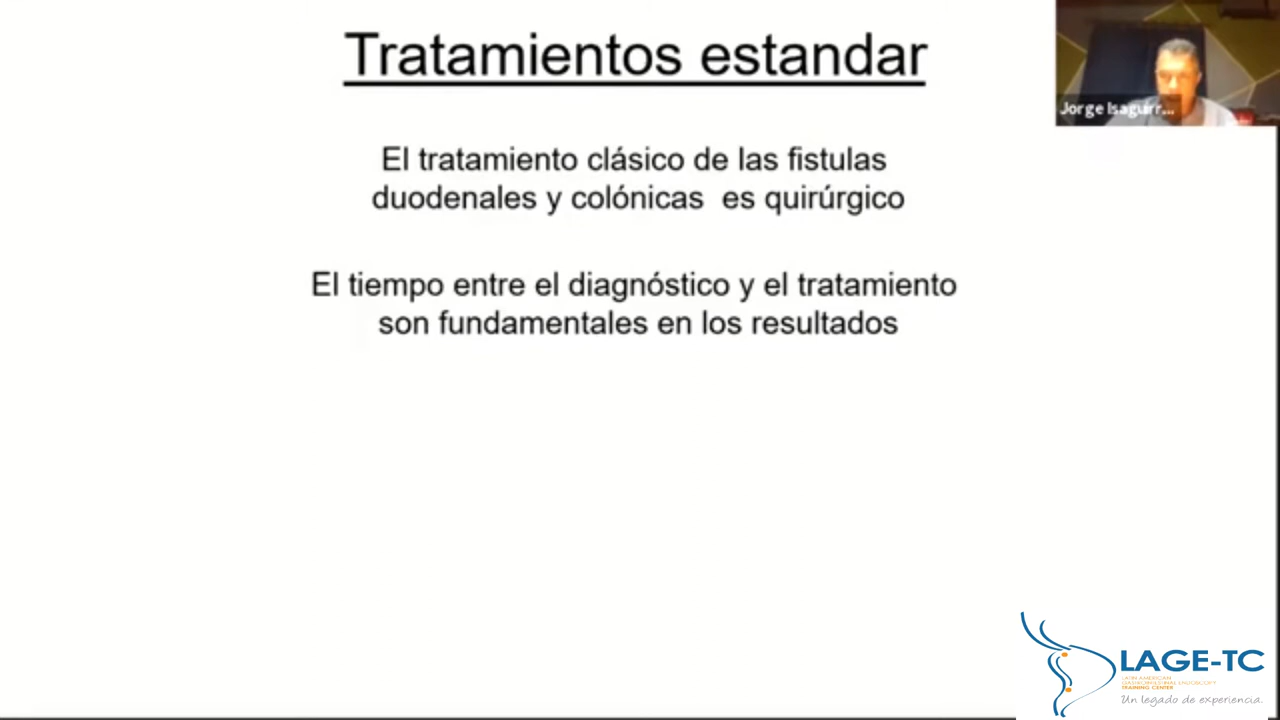 Tratamientos estandar
Jorge Isaguirr...
El tratamiento clásico de las fistulas
duodenales y colónicas es quirúrgico
El tiempo entre el diagnóstico y el tratamiento
son fundamentales en los resultados
LAGE-TC
LATIN AMERICAN
GASTROINTESTINAL ENDOSCOPY
TRAINING CENTER
Un legado de experiencia.